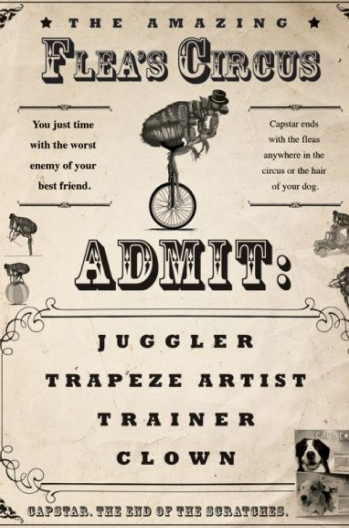 ★ THE AMAZING ★
FLEA'S CIRCUS
You just time
with the worst
enemy of your
best friend.
Capstar ends
with the fleas
anywhere in the
circus or the hair
of your dog.
ADMIT:
JUGGLER
TRAPEZE ARTIST
TRAINER
CLOWN
CAPSTAR. THE END OF THE SCRATCHES.